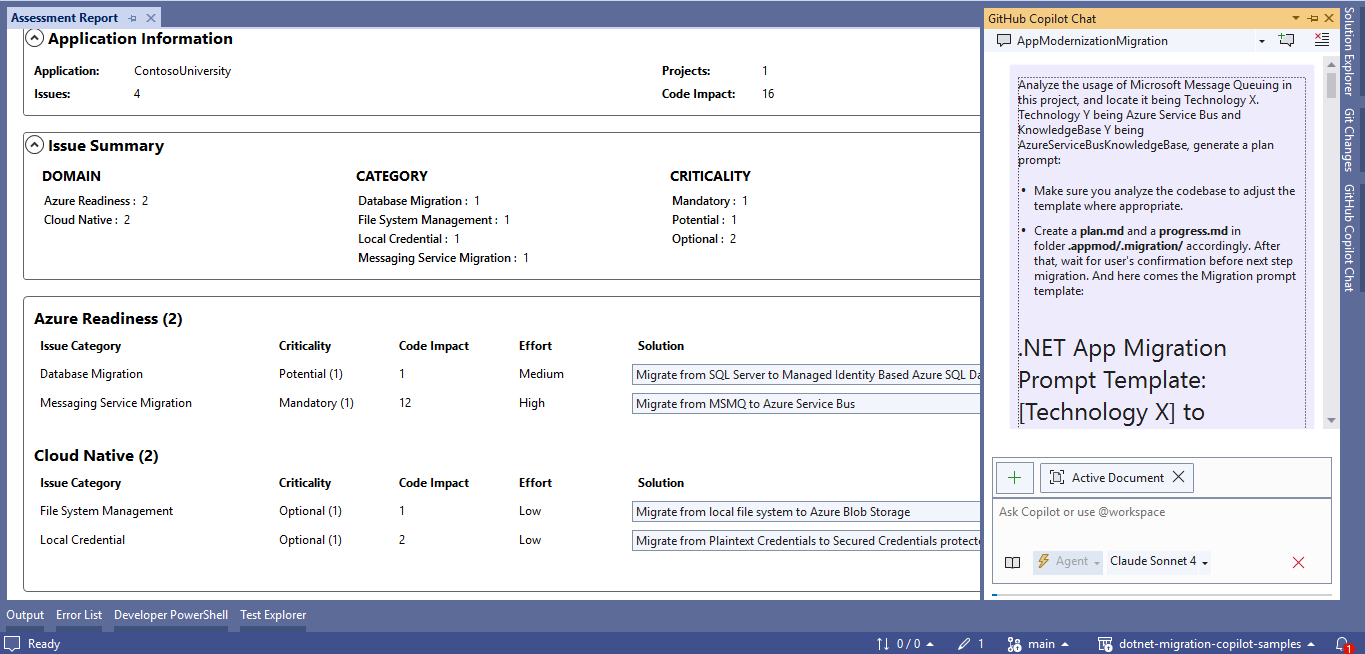 Assessment Report
Application Information
Application: ContosoUniversity Projects: 1
Issues: 4 Code Impact: 16
Issue Summary
DOMAIN CATEGORY CRITICALITY
Azure Readiness : 2 Database Migration : 1 Mandatory : 1
Cloud Native : 2 File System Management : 1 Potential : 1
Local Credential : 1 Optional : 2
Messaging Service Migration : 1
Azure Readiness (2)
Issue Category Criticality Code Impact Effort Solution
Database Migration Potential (1) 1 Medium Migrate from SQL Server to Managed Identity Based Azure SQL Da
Messaging Service Migration Mandatory (1) 12 High Migrate from MSMQ to Azure Service Bus
Cloud Native (2)
Issue Category Criticality Code Impact Effort Solution
File System Management Optional (1) 1 Low Migrate from local file system to Azure Blob Storage
Local Credential Optional (1) 2 Low Migrate from Plaintext Credentials to Secured Credentials protecte
GitHub Copilot Chat
AppModernizationMigration
Analyze the usage of Microsoft Message Queuing in
this project, and locate it being Technology X.
Technology Y being Azure Service Bus and
KnowledgeBase Y being
AzureServiceBusKnowledgeBase, generate a plan
prompt:
• Make sure you analyze the codebase to adjust the
template where appropriate.
• Create a plan.md and a progress.md in
folder .appmod/.migration/ accordingly. After
that, wait for user's confirmation before next step
migration. And here comes the Migration prompt
template:
.NET App Migration
Prompt Template:
[Technology X] to
Active Document
Ask Copilot or use @workspace
Agent Claude Sonnet 4
Solution Explorer
Git Changes
GitHub Copilot Chat
Output Error List Developer PowerShell Test Explorer
Ready 0 / 0 1 main dotnet-migration-copilot-samples 1